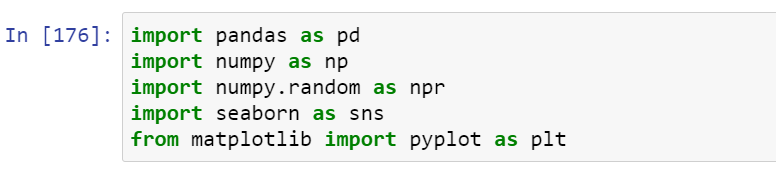 In [176]: import pandas as pd
import numpy as np
import numpy.random as npr
import seaborn as sns
from matplotlib import pyplot as plt